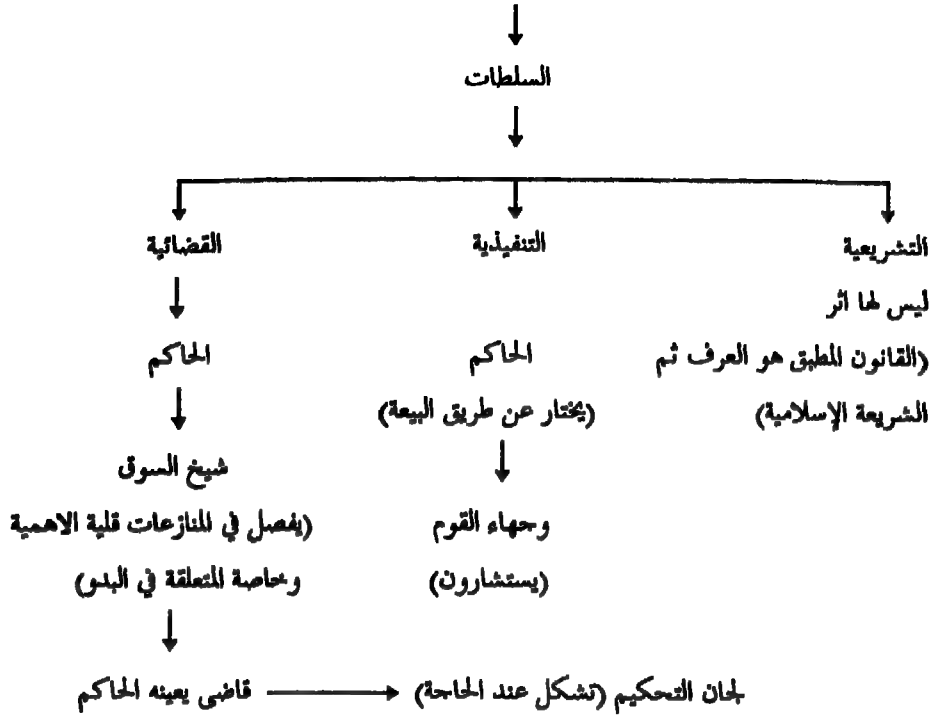 السلطات
التشريعية
التنفيذية
القضائية
ليس لها اثر
(القانون المطبق هو العرف ثم
الحاكم
الحاكم
الشريعة الإسلامية)
(يختار عن طريق البيعة)
شيخ السوق
وجهاء القوم
(يفصل في المنازعات قلية الاهمية
(يستشارون)
وخاصة المتعلقة في البدو)
قاضى يعينه الحاكم
لجان التحكيم (تشكل عند الحاجة)